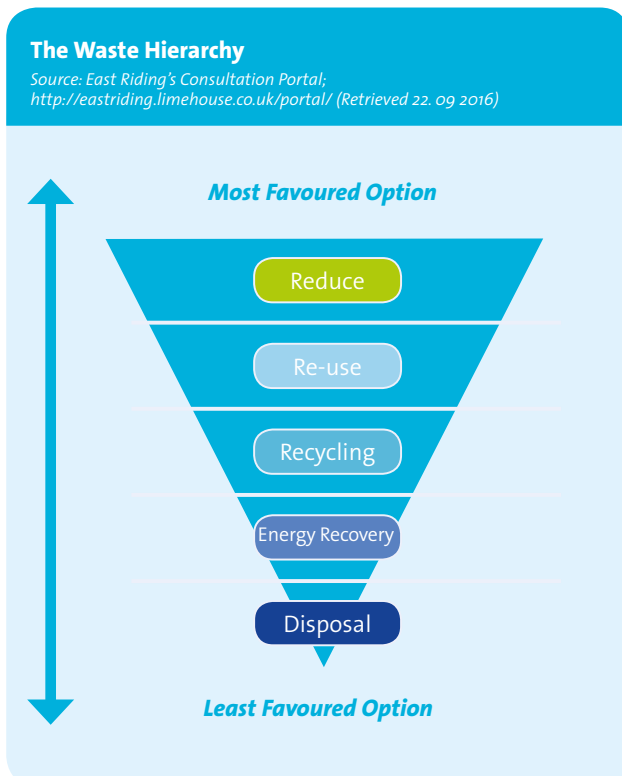 The Waste Hierarchy
Source: East Riding's Consultation Portal;
http://eastriding.limehouse.co.uk/portal/ (Retrieved 22. 09 2016)
Most Favoured Option
Reduce
Re-use
Recycling
Energy Recovery
Disposal
Least Favoured Option